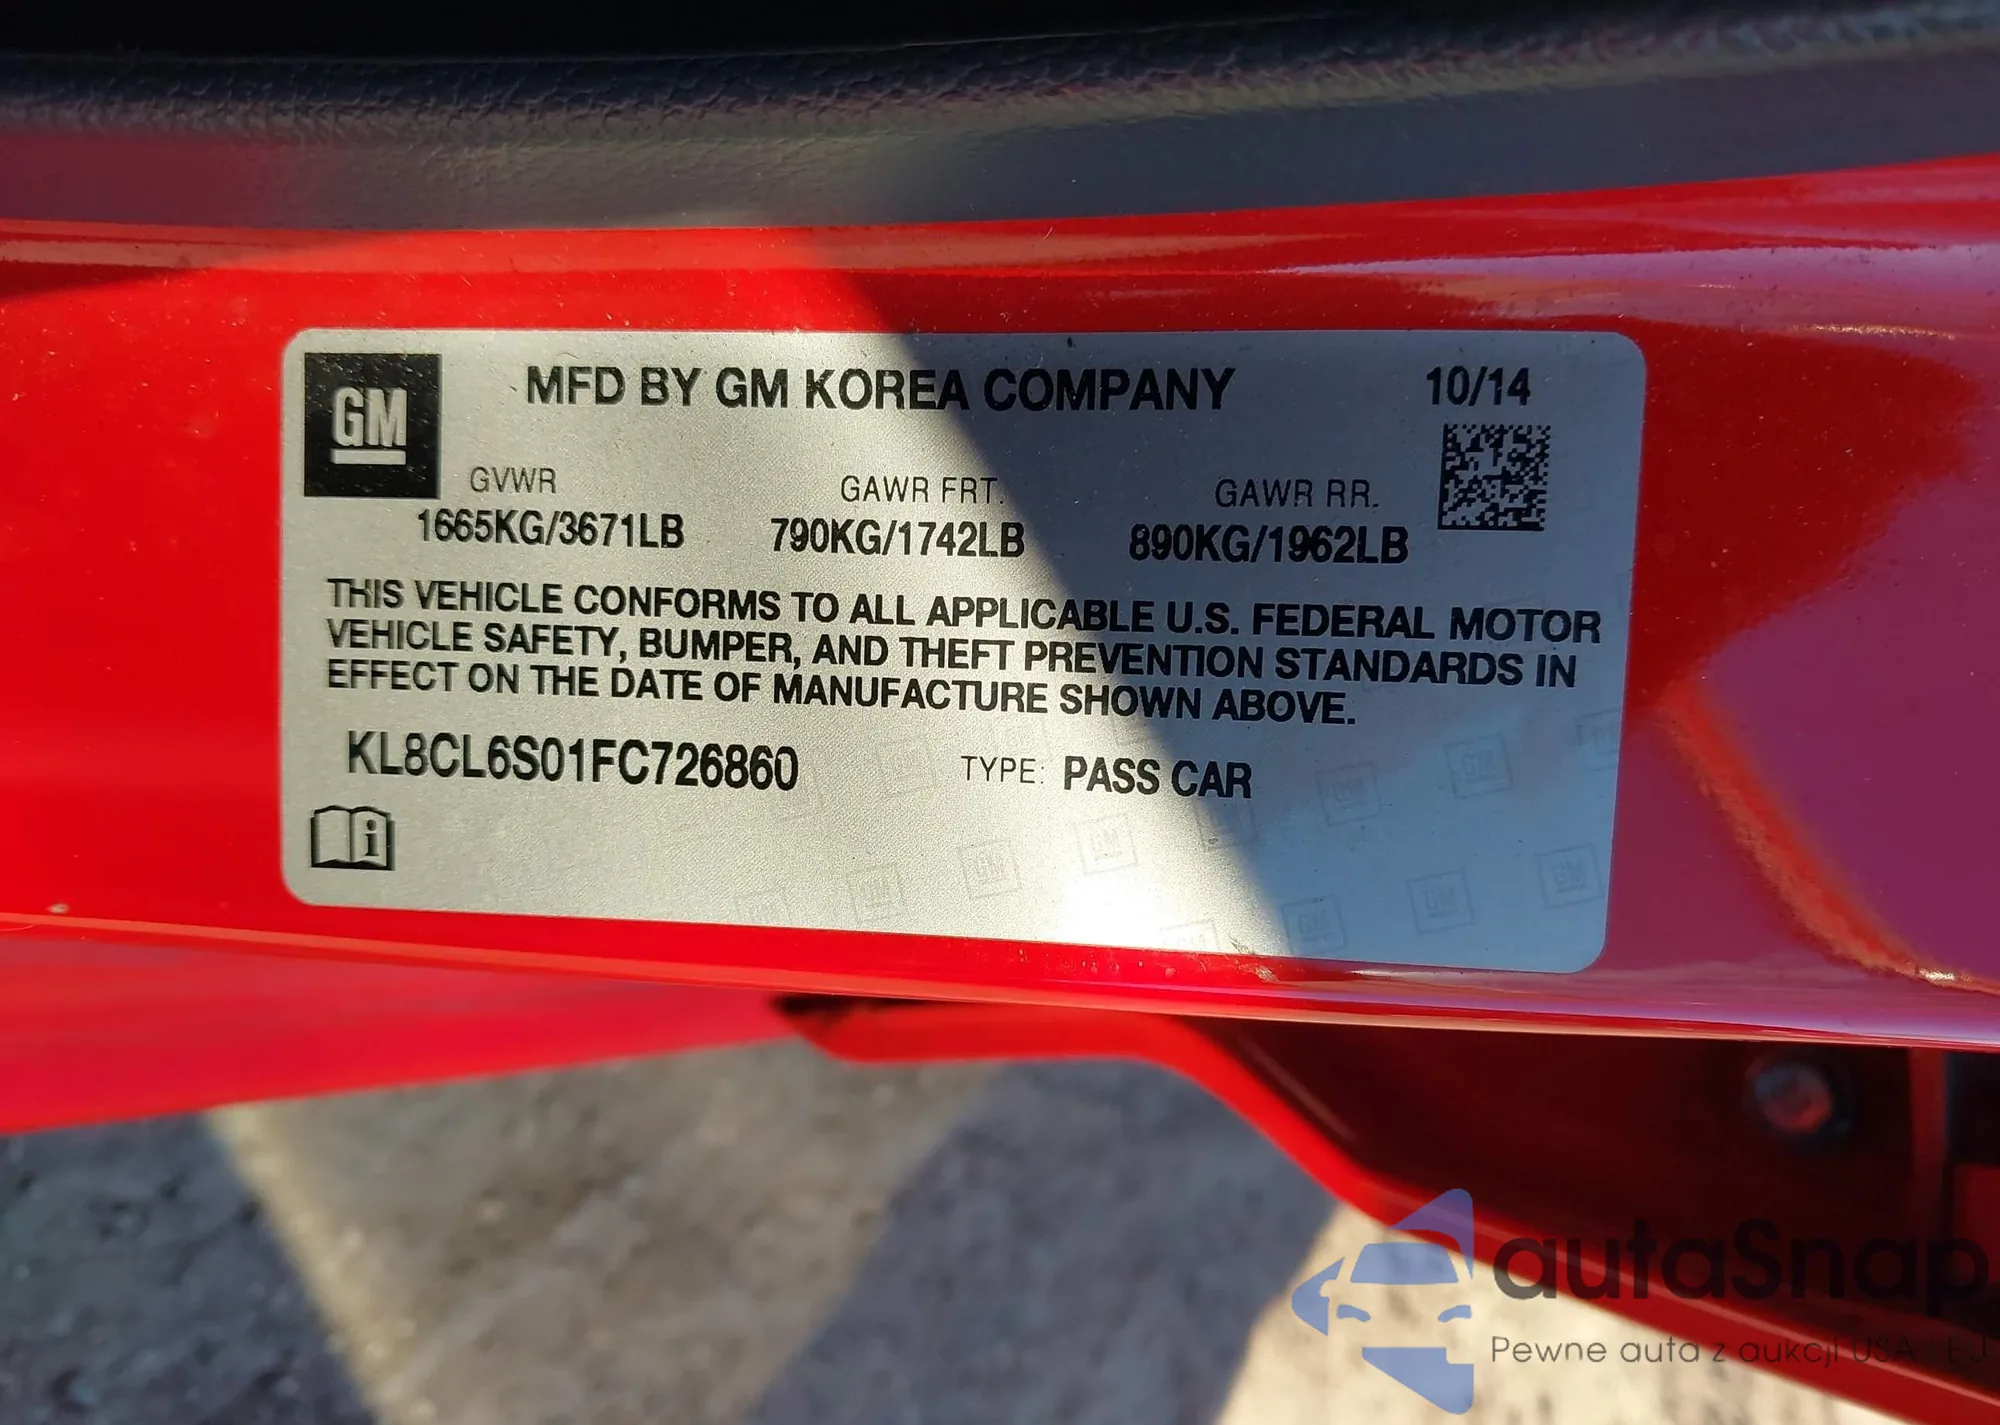 GM
MFD BY GM KOREA COMPANY 10/14
GVWR GAWR FRT. GAWR RR.
1665KG/3671LB 790KG/1742LB 890KG/1962LB
THIS VEHICLE CONFORMS TO ALL APPLICABLE U.S. FEDERAL MOTOR
VEHICLE SAFETY, BUMPER, AND THEFT PREVENTION STANDARDS IN
EFFECT ON THE DATE OF MANUFACTURE SHOWN ABOVE.
KL8CL6S01FC726860 TYPE: PASS CAR
i
autaSnap
Pewne auta z aukcji USA